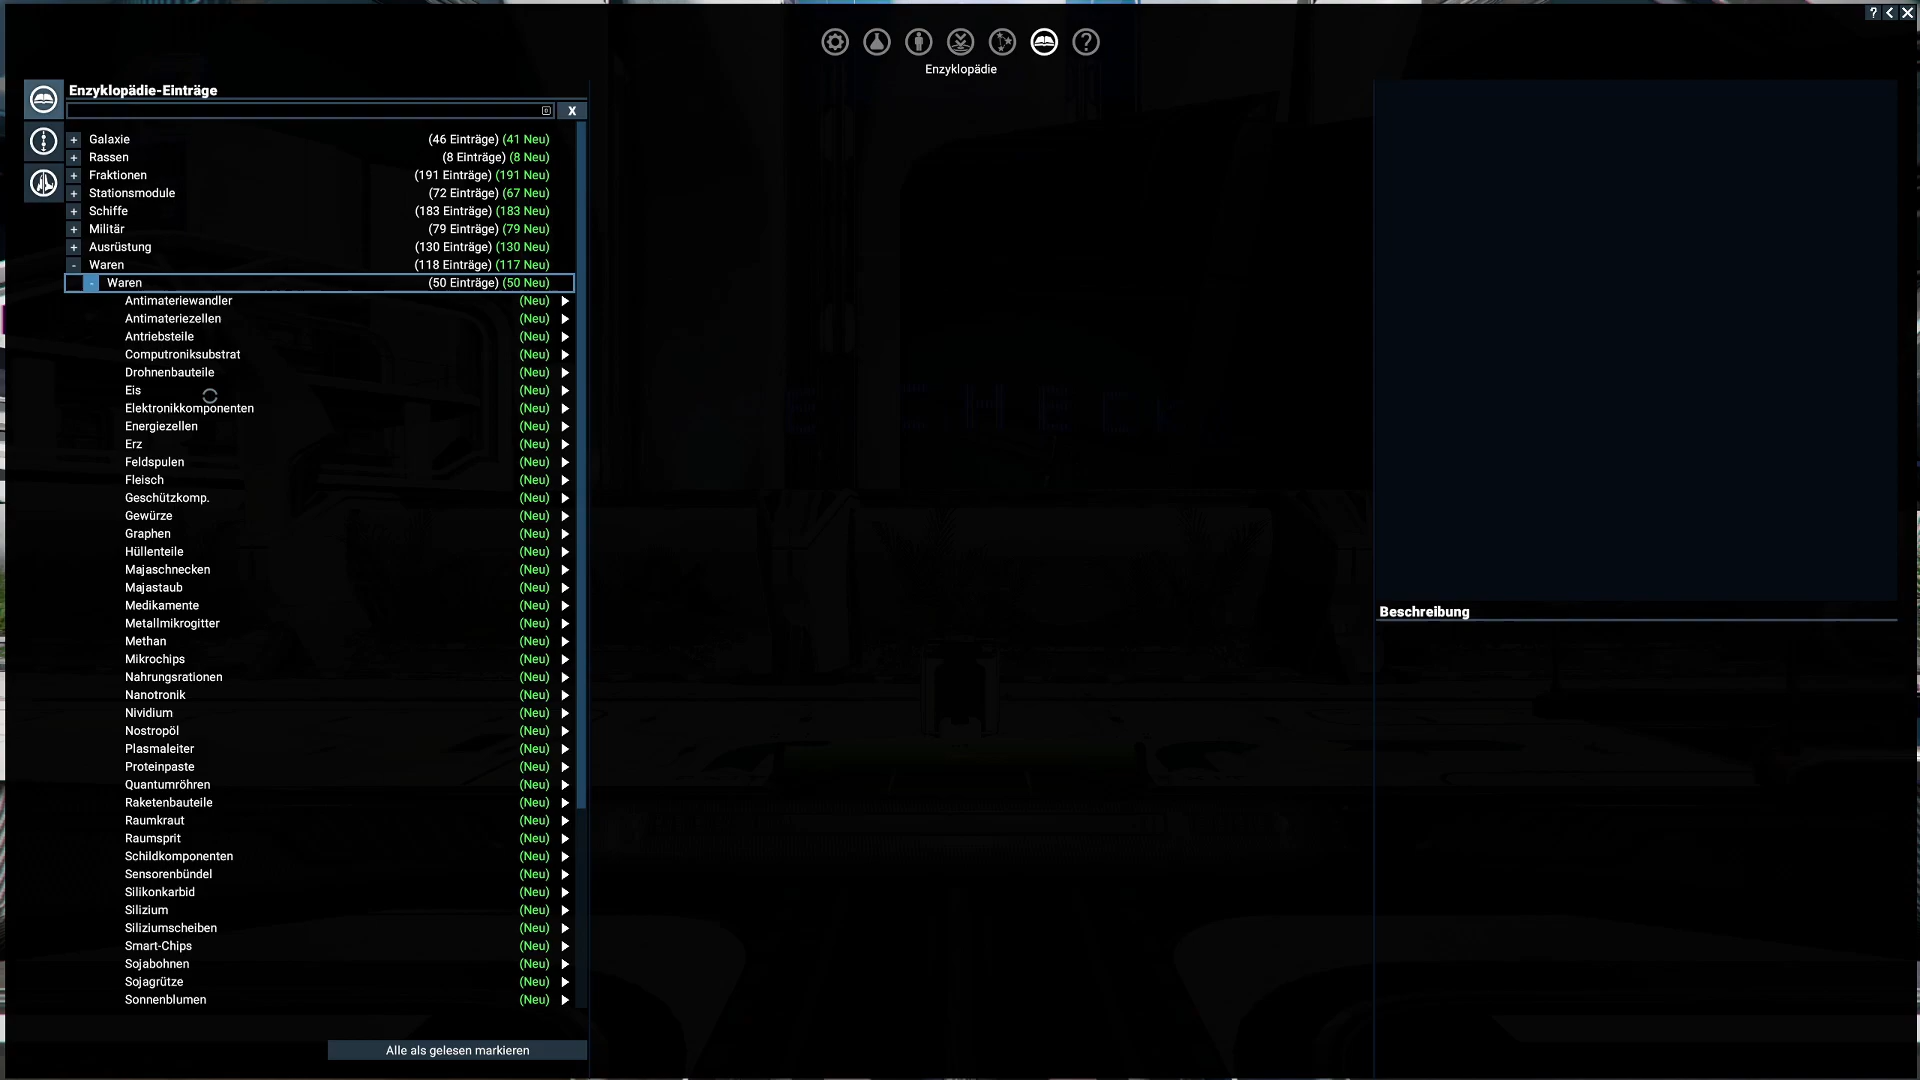 ? < X
Enzyklopädie
Enzyklopädie-Einträge
X
+ Galaxie (46 Einträge) (41 Neu)
+ Rassen (8 Einträge) (8 Neu)
+ Fraktionen (191 Einträge) (191 Neu)
+ Stationsmodule (72 Einträge) (67 Neu)
+ Schiffe (183 Einträge) (183 Neu)
+ Militär (79 Einträge) (79 Neu)
+ Ausrüstung (130 Einträge) (130 Neu)
- Waren (118 Einträge) (117 Neu)
- Waren (50 Einträge) (50 Neu)
Antimateriewandler (Neu)
Antimateriezellen (Neu)
Antriebsteile (Neu)
Computroniksubstrat (Neu)
Drohnenbauteile (Neu)
Eis (Neu)
Elektronikkomponenten (Neu)
Energiezellen (Neu)
Erz (Neu)
Feldspulen (Neu)
Fleisch (Neu)
Geschützkomp. (Neu)
Gewürze (Neu)
Graphen (Neu)
Hüllenteile (Neu)
Majaschnecken (Neu)
Majastaub (Neu)
Medikamente (Neu)
Metallmikrogitter (Neu)
Methan (Neu)
Mikrochips (Neu)
Nahrungsrationen (Neu)
Nanotronik (Neu)
Nividium (Neu)
Nostropöl (Neu)
Plasmaleiter (Neu)
Proteinpaste (Neu)
Quantumröhren (Neu)
Raketenbauteile (Neu)
Raumkraut (Neu)
Raumsprit (Neu)
Schildkomponenten (Neu)
Sensorenbündel (Neu)
Silikonkarbid (Neu)
Silizium (Neu)
Siliziumscheiben (Neu)
Smart-Chips (Neu)
Sojabohnen (Neu)
Sojagrütze (Neu)
Sonnenblumen (Neu)
Alle als gelesen markieren
Beschreibung